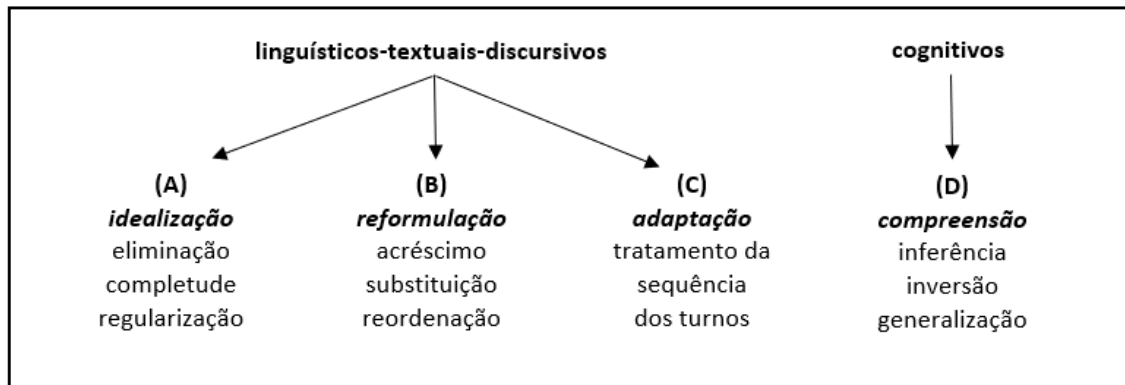 linguísticos-textuais-discursivos cognitivos
(A) (B) (C) (D)
idealização reformulação adaptação compreensão
eliminação acréscimo tratamento da inferência
completude substituição sequência inversão
regularização reordenação dos turnos generalização